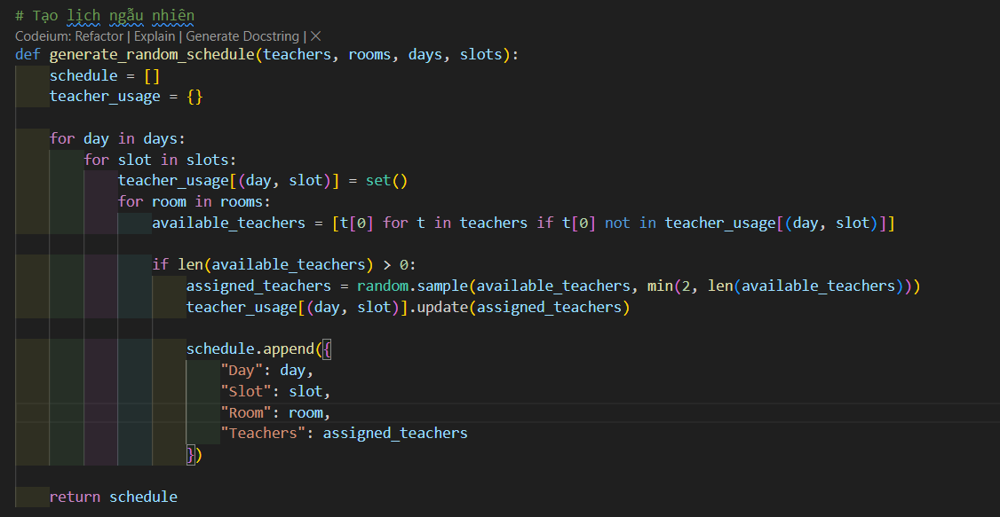 # Tạo lịch ngẫu nhiên
Codeium: Refactor | Explain | Generate Docstring | ✕
def generate_random_schedule(teachers, rooms, days, slots):
    schedule = []
    teacher_usage = {}

    for day in days:
        for slot in slots:
            teacher_usage[(day, slot)] = set()
            for room in rooms:
                available_teachers = [t[0] for t in teachers if t[0] not in teacher_usage[(day, slot)]]

                if len(available_teachers) > 0:
                    assigned_teachers = random.sample(available_teachers, min(2, len(available_teachers)))
                    teacher_usage[(day, slot)].update(assigned_teachers)

                    schedule.append({
                        "Day": day,
                        "Slot": slot,
                        "Room": room,
                        "Teachers": assigned_teachers
                    })

    return schedule